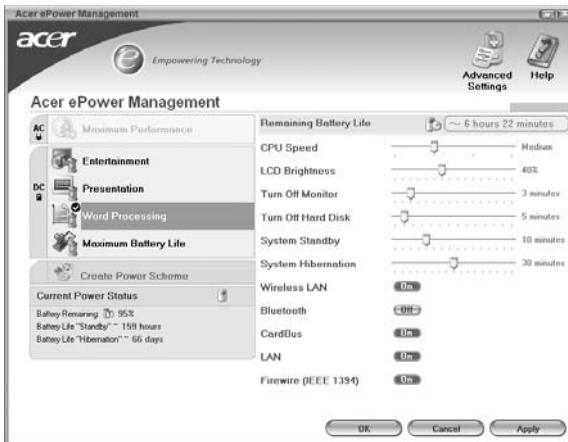 Acer ePower Management
acer
Empowering Technology
Advanced Settings
Help
Acer ePower Management
AC
Maximum Performance
DC
Entertainment
Presentation
Word Processing
Maximum Battery Life
Create Power Scheme
Current Power Status
Battery Remaining: 95%
Battery Life "Standby" ~ 159 hours
Battery Life "Hibernation" ~ 66 days
Remaining Battery Life ~ 6 hours 22 minutes
CPU Speed Medium
LCD Brightness 40%
Turn Off Monitor 3 minutes
Turn Off Hard Disk 5 minutes
System Standby 10 minutes
System Hibernation 30 minutes
Wireless LAN On
Bluetooth Off
CardBus On
LAN On
Firewire (IEEE 1394) On
OK Cancel Apply